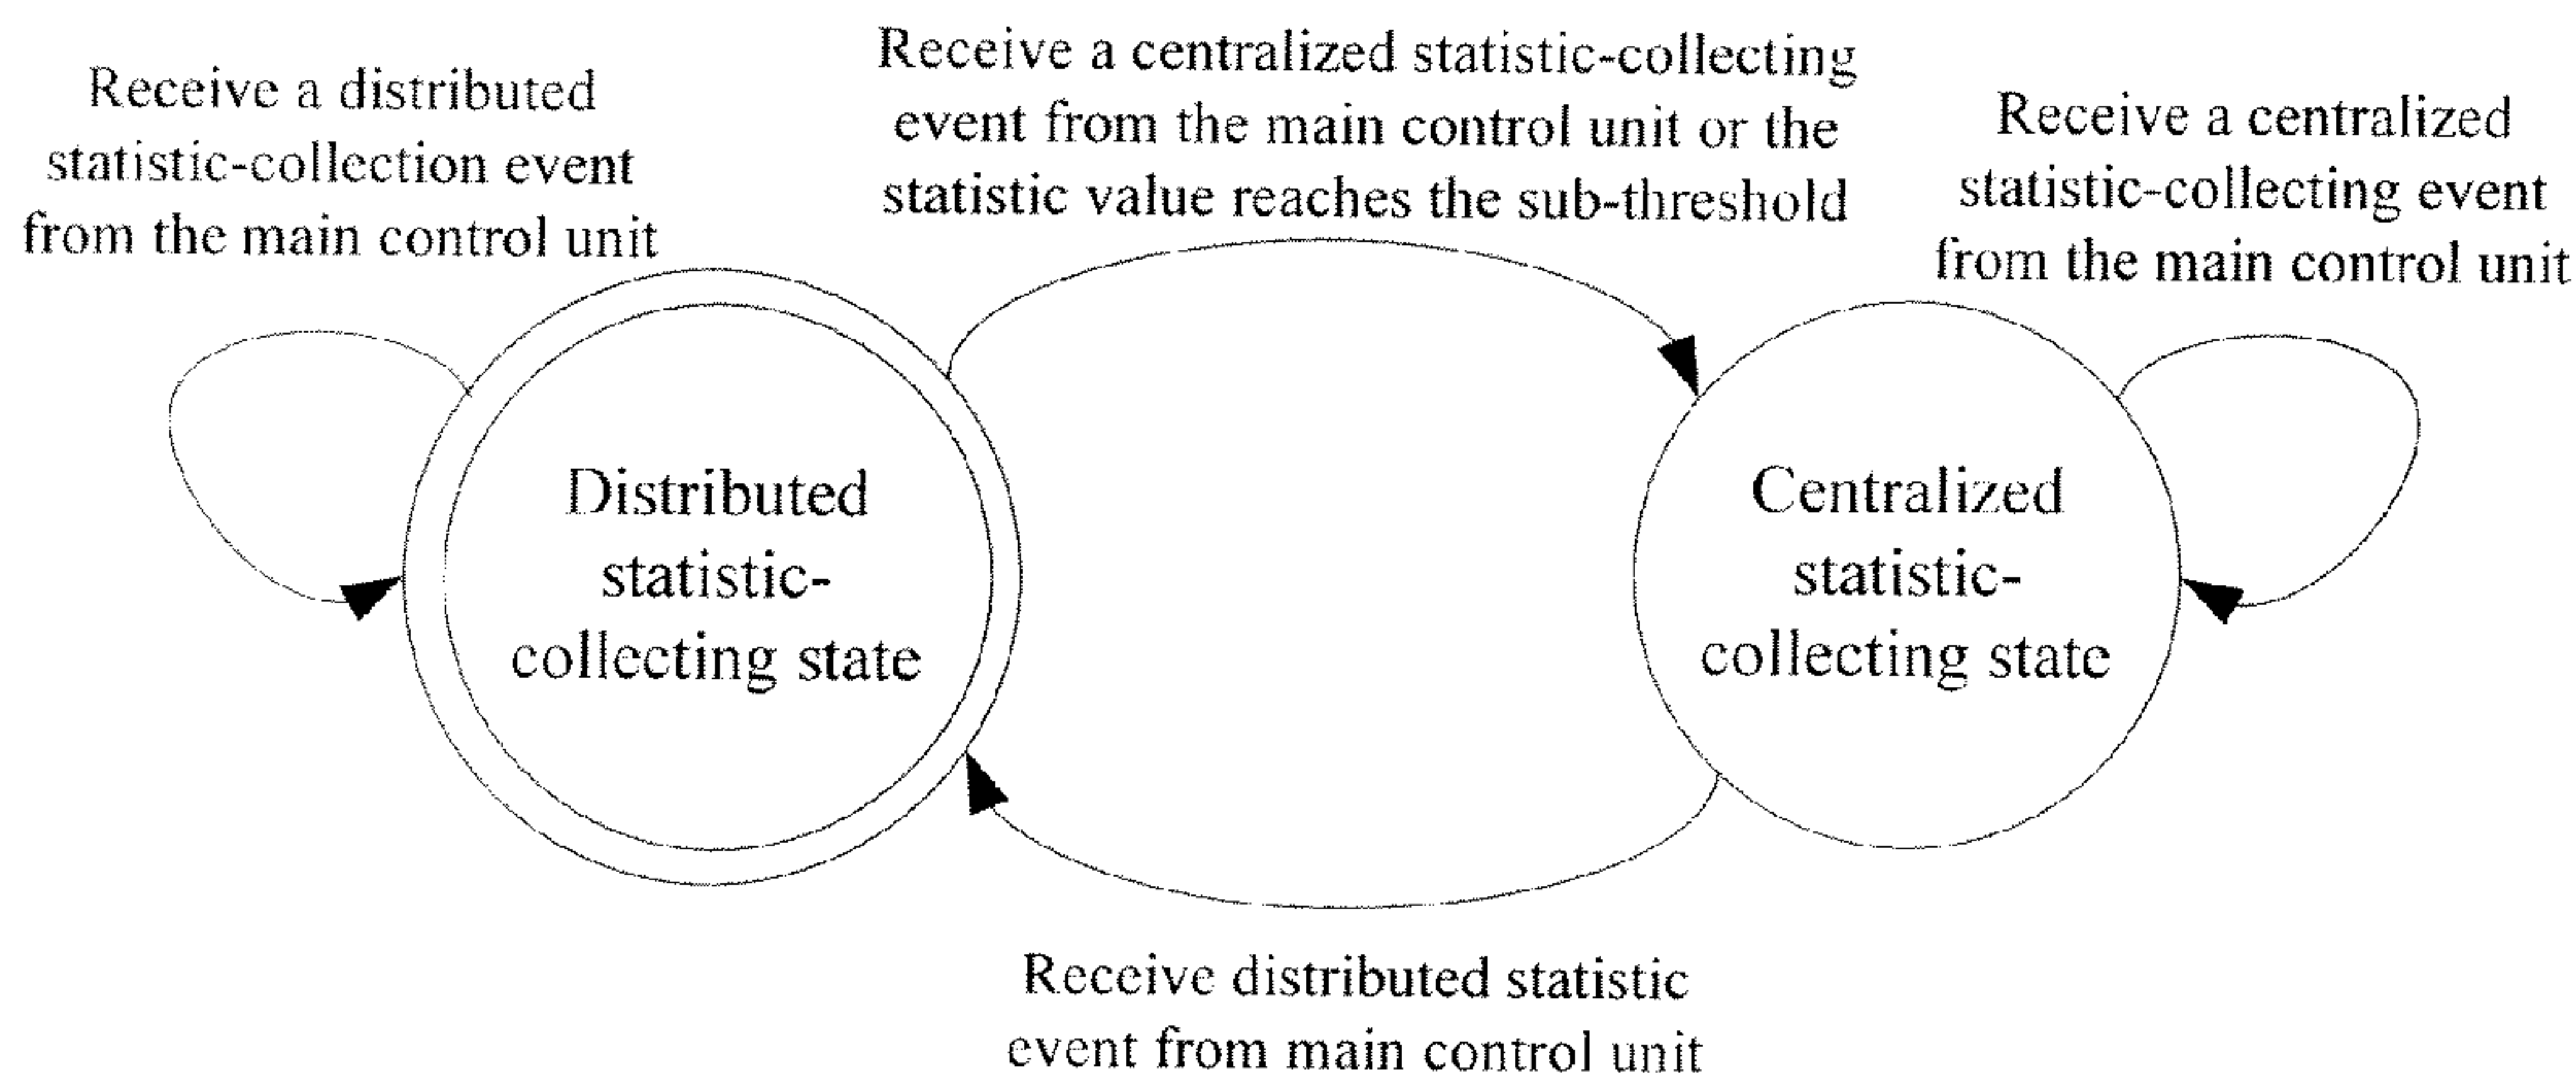 Receive a distributed
statistic-collection event
from the main control unit
Receive a centralized statistic-collecting
event from the main control unit or the
statistic value reaches the sub-threshold
Receive a centralized
statistic-collecting event
from the main control unit
Distributed
statistic-
collecting state
Centralized
statistic-
collecting state
Receive distributed statistic
event from main control unit